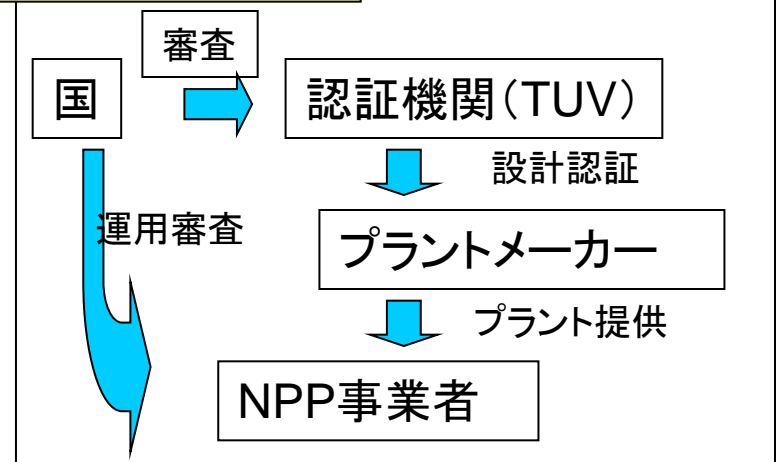 審査
国
認証機関(TUV)
設計認証
運用審査
プラントメーカー
プラント提供
NPP事業者